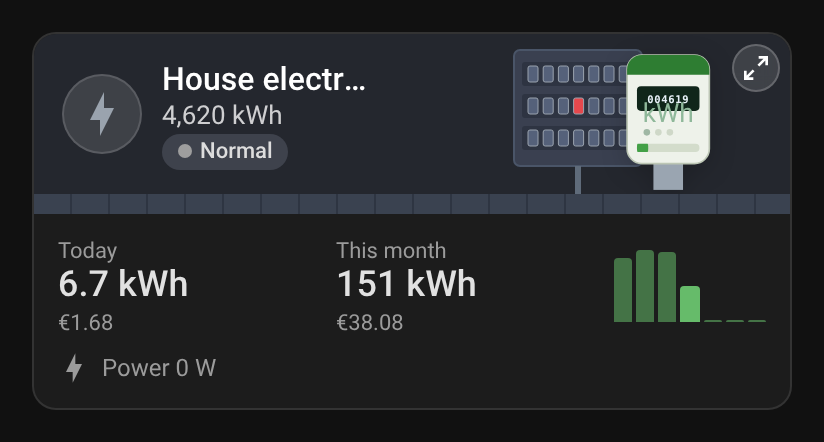 House electr...
4,620 kWh
Normal
004619
kWh
Today
6.7 kWh
€1.68
This month
151 kWh
€38.08
Power 0 W